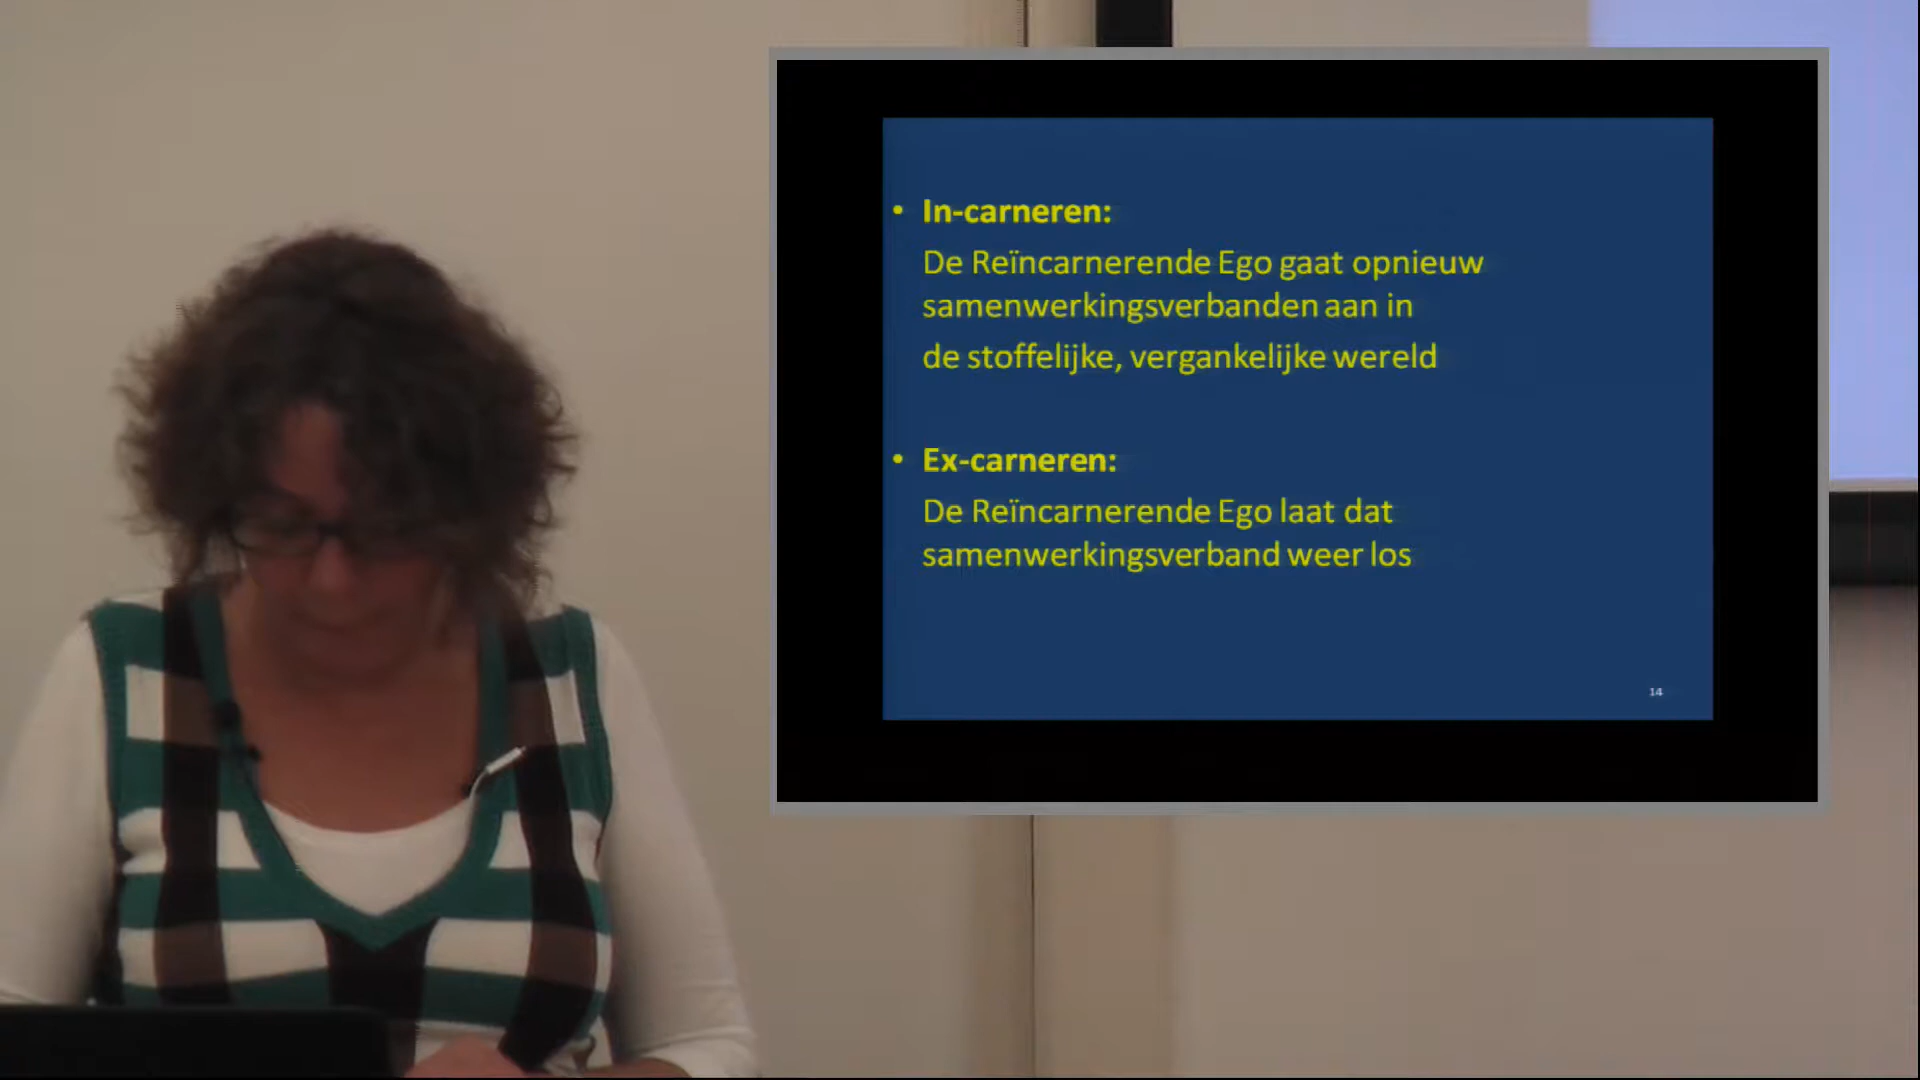 • In-carneren:
De Reïncarnerende Ego gaat opnieuw
samenwerkingsverbanden aan in
de stoffelijke, vergankelijke wereld
• Ex-carneren:
De Reïncarnerende Ego laat dat
samenwerkingsverband weer los
14